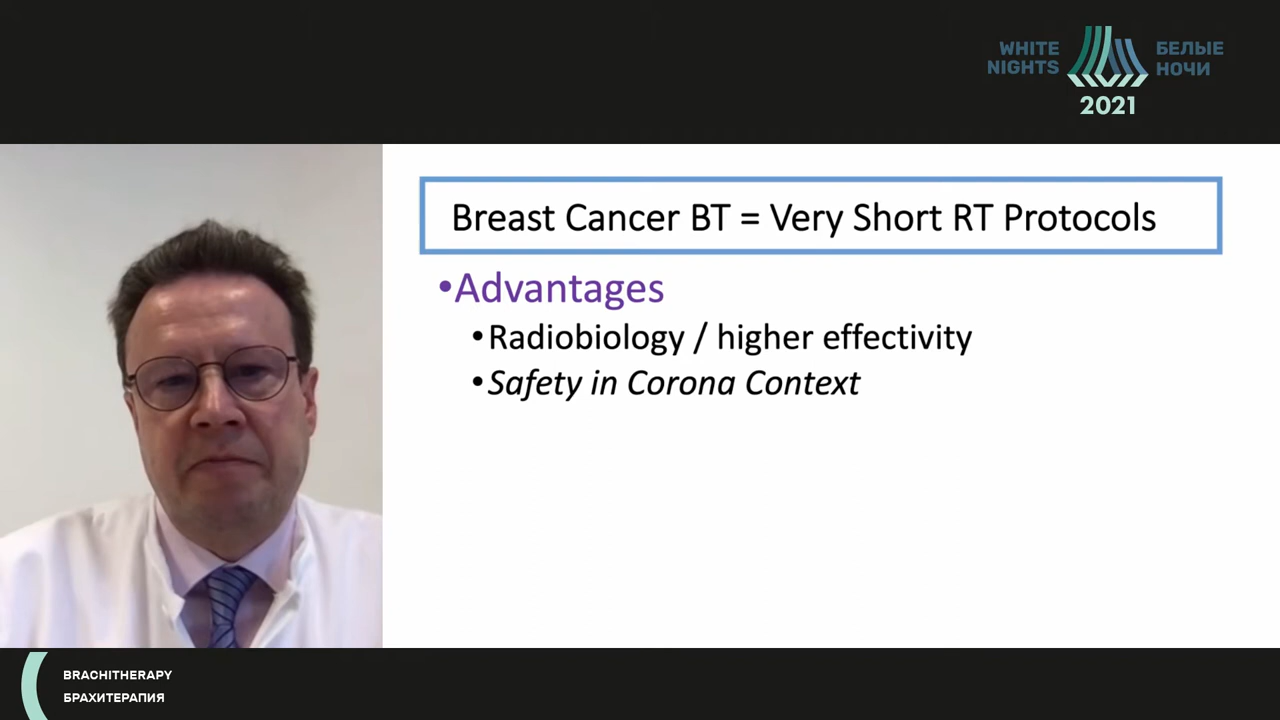 WHITE NIGHTS
БЕЛЫЕ НОЧИ
2021
Breast Cancer BT = Very Short RT Protocols
•Advantages
•Radiobiology / higher effectivity
•Safety in Corona Context
BRACHITHERAPY
БРАХИТЕРАПИЯ